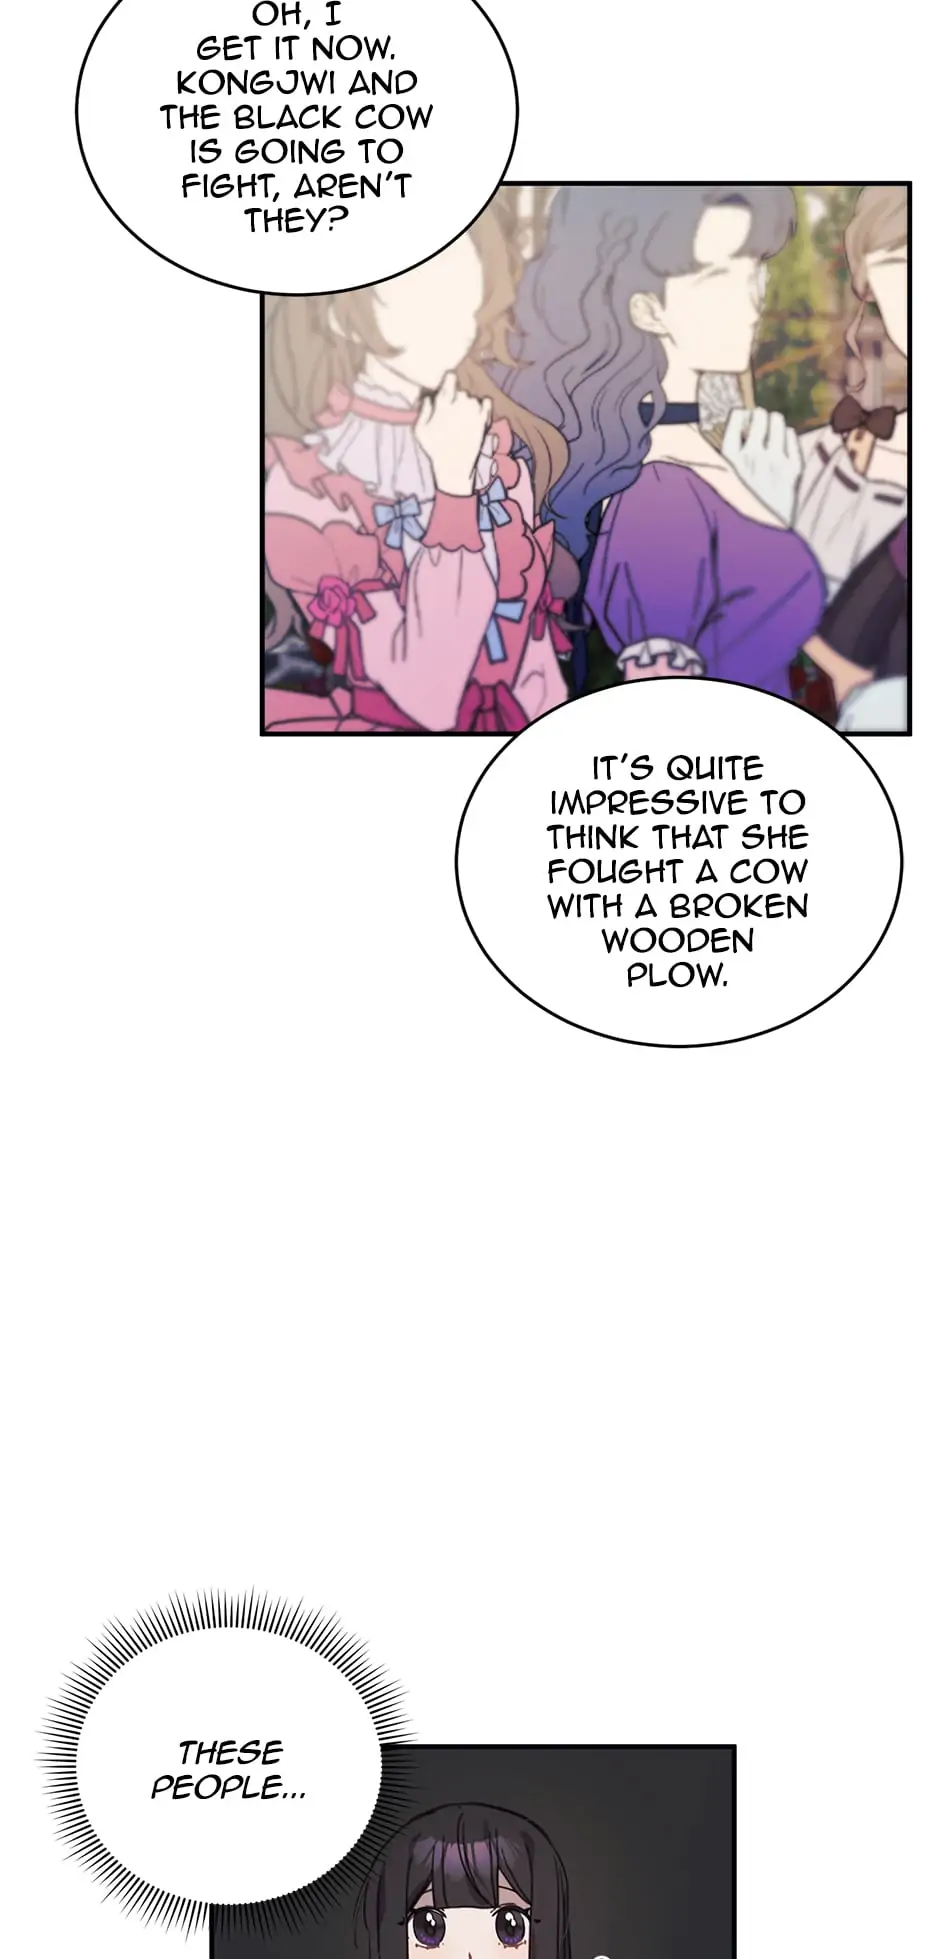 OH, I
GET IT NOW.
KONGJWI AND
THE BLACK COW
IS GOING TO
FIGHT, AREN'T
THEY?
IT'S QUITE
IMPRESSIVE TO
THINK THAT SHE
FOUGHT A COW
WITH A BROKEN
WOODEN
PLOW.
THESE
PEOPLE...